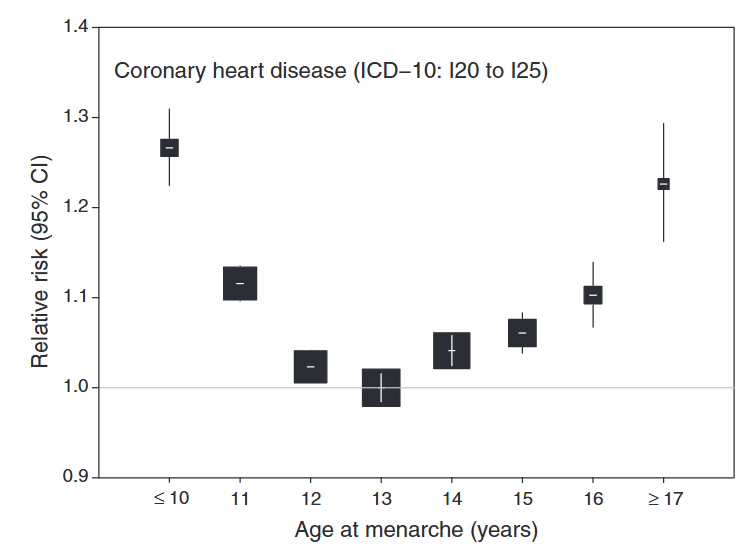 Coronary heart disease (ICD−10: I20 to I25)
Relative risk (95% CI)
1.4
1.3
1.2
1.1
1.0
0.9
≤ 10 11 12 13 14 15 16 ≥ 17
Age at menarche (years)